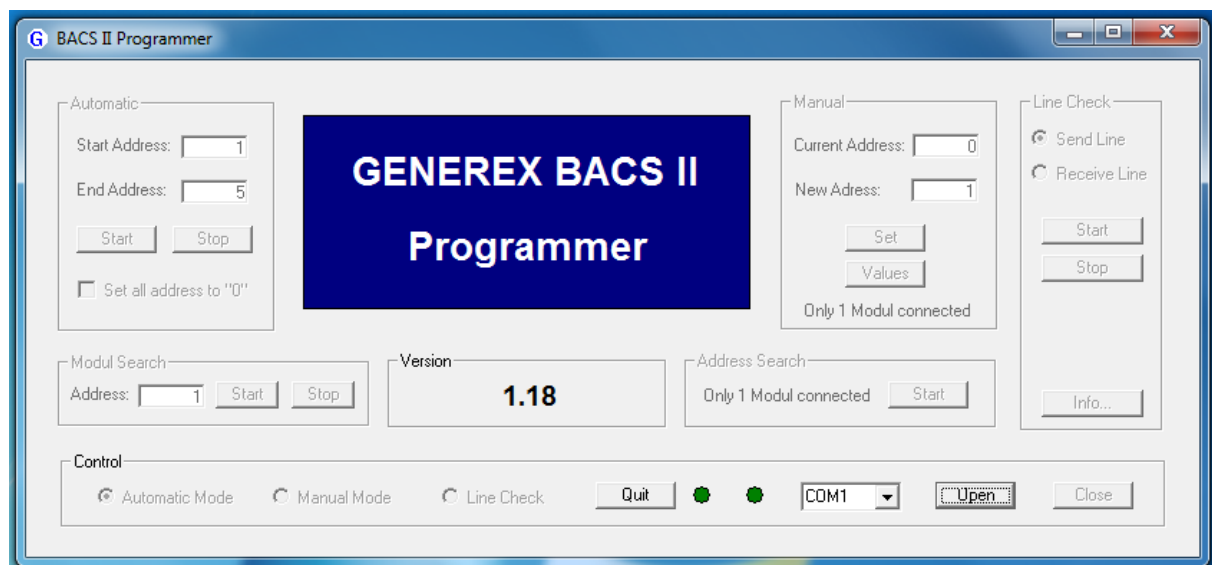 G BACS II Programmer
Automatic
Start Address: 1
End Address: 5
Start Stop
Set all address to "0"
GENEREX BACS II
Programmer
Manual
Current Address: 0
New Adress: 1
Set
Values
Only 1 Modul connected
Line Check
Send Line
Receive Line
Start
Stop
Info...
Modul Search
Address: 1 Start Stop
Version
1.18
Address Search
Only 1 Modul connected Start
Control
Automatic Mode Manual Mode Line Check Quit COM1 Open Close